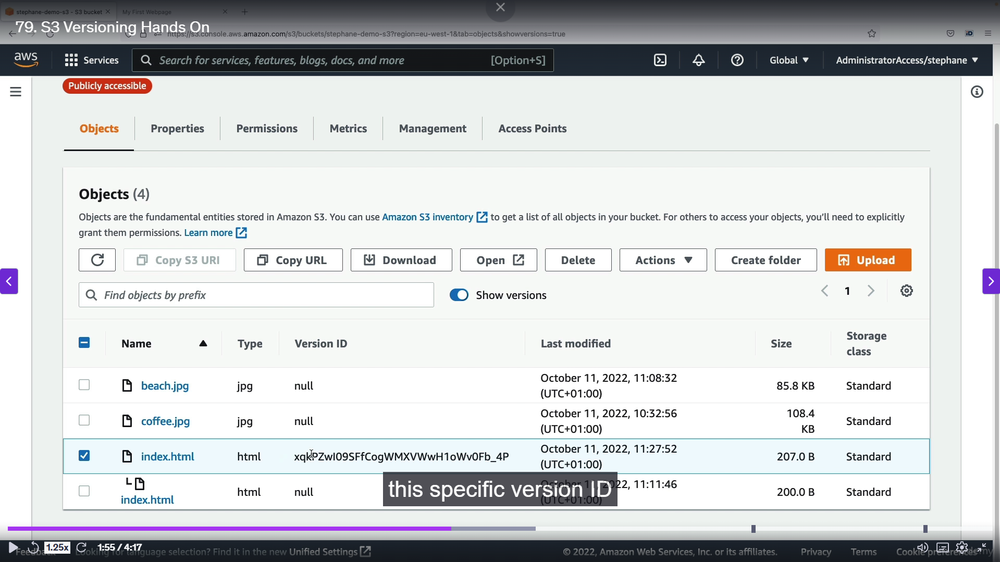 stephane-demo-s3 - S3 bucket
My First Webpage
79. S3 Versioning Hands On
https://s3.console.aws.amazon.com/s3/buckets/stephane-demo-s3?region=eu-west-1&tab=objects&showversions=true
aws
Services
Search for services, features, blogs, docs, and more
[Option+S]
Global
AdministratorAccess/stephane
Publicly accessible
Objects
Properties
Permissions
Metrics
Management
Access Points
Objects (4)
Objects are the fundamental entities stored in Amazon S3. You can use Amazon S3 inventory to get a list of all objects in your bucket. For others to access your objects, you'll need to explicitly
grant them permissions. Learn more
Copy S3 URI
Copy URL
Download
Open
Delete
Actions
Create folder
Upload
Find objects by prefix
Show versions
1
Name
Type
Version ID
Last modified
Size
Storage
class
beach.jpg
jpg
null
October 11, 2022, 11:08:32
(UTC+01:00)
85.8 KB
Standard
coffee.jpg
jpg
null
October 11, 2022, 10:32:56
(UTC+01:00)
108.4
KB
Standard
index.html
html
xqkPZwI09SFfCogWMXVWwH1oWv0Fb_4P
October 11, 2022, 11:27:52
(UTC+01:00)
207.0 B
Standard
index.html
html
null
October 11, 2022, 11:11:46
(UTC+01:00)
200.0 B
Standard
this specific version ID
1.25x
1:55 / 4:17
Feedback
Looking for language selection? Find it in the new Unified Settings
© 2022, Amazon Web Services, Inc. or its affiliates.
Privacy
Terms
Cookie preferences